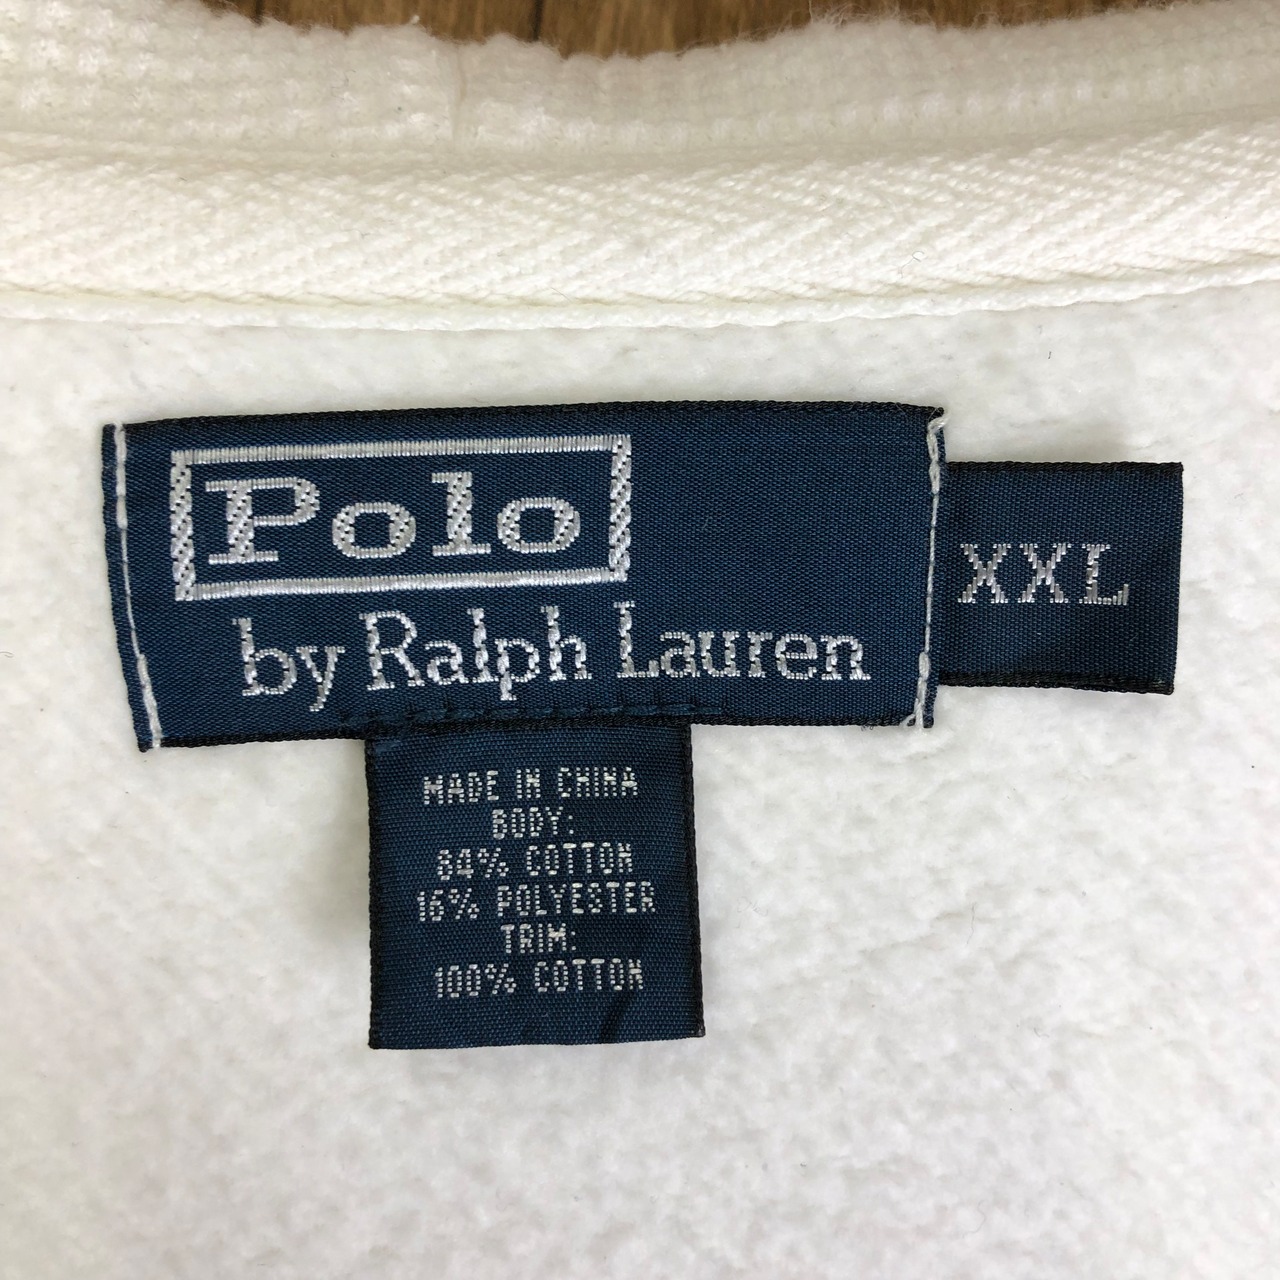 Polo
by Ralph Lauren
XXL
MADE IN CHINA
BODY:
84% COTTON
16% POLYESTER
TRIM:
100% COTTON